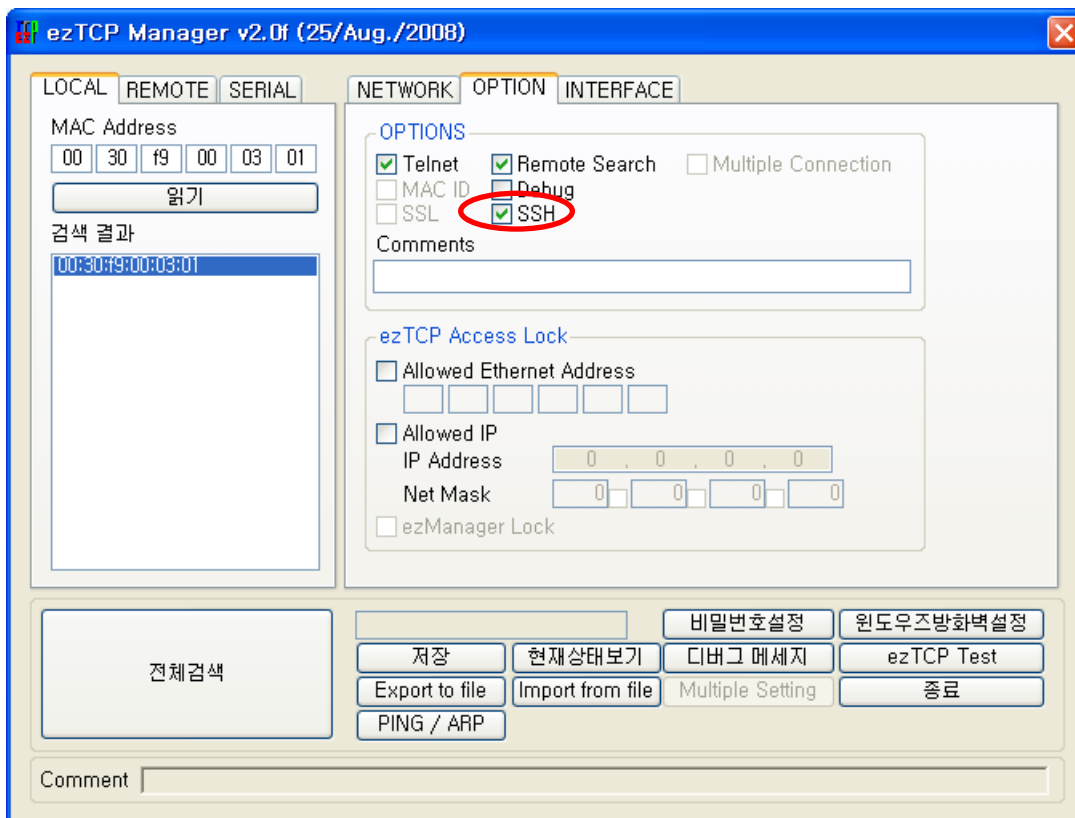 ezTCP Manager v2.0f (25/Aug./2008)
LOCAL REMOTE SERIAL
MAC Address
00 30 f9 00 03 01
읽기
검색 결과
00:30:f9:00:03:01
NETWORK OPTION INTERFACE
OPTIONS
Telnet Remote Search Multiple Connection
MAC ID Debug
SSL SSH
Comments
ezTCP Access Lock
Allowed Ethernet Address
Allowed IP
IP Address 0 . 0 . 0 . 0
Net Mask 0 0 0 0
ezManager Lock
전체검색
비밀번호설정 윈도우즈방화벽설정
저장 현재상태보기 디버그 메세지 ezTCP Test
Export to file Import from file Multiple Setting 종료
PING / ARP
Comment